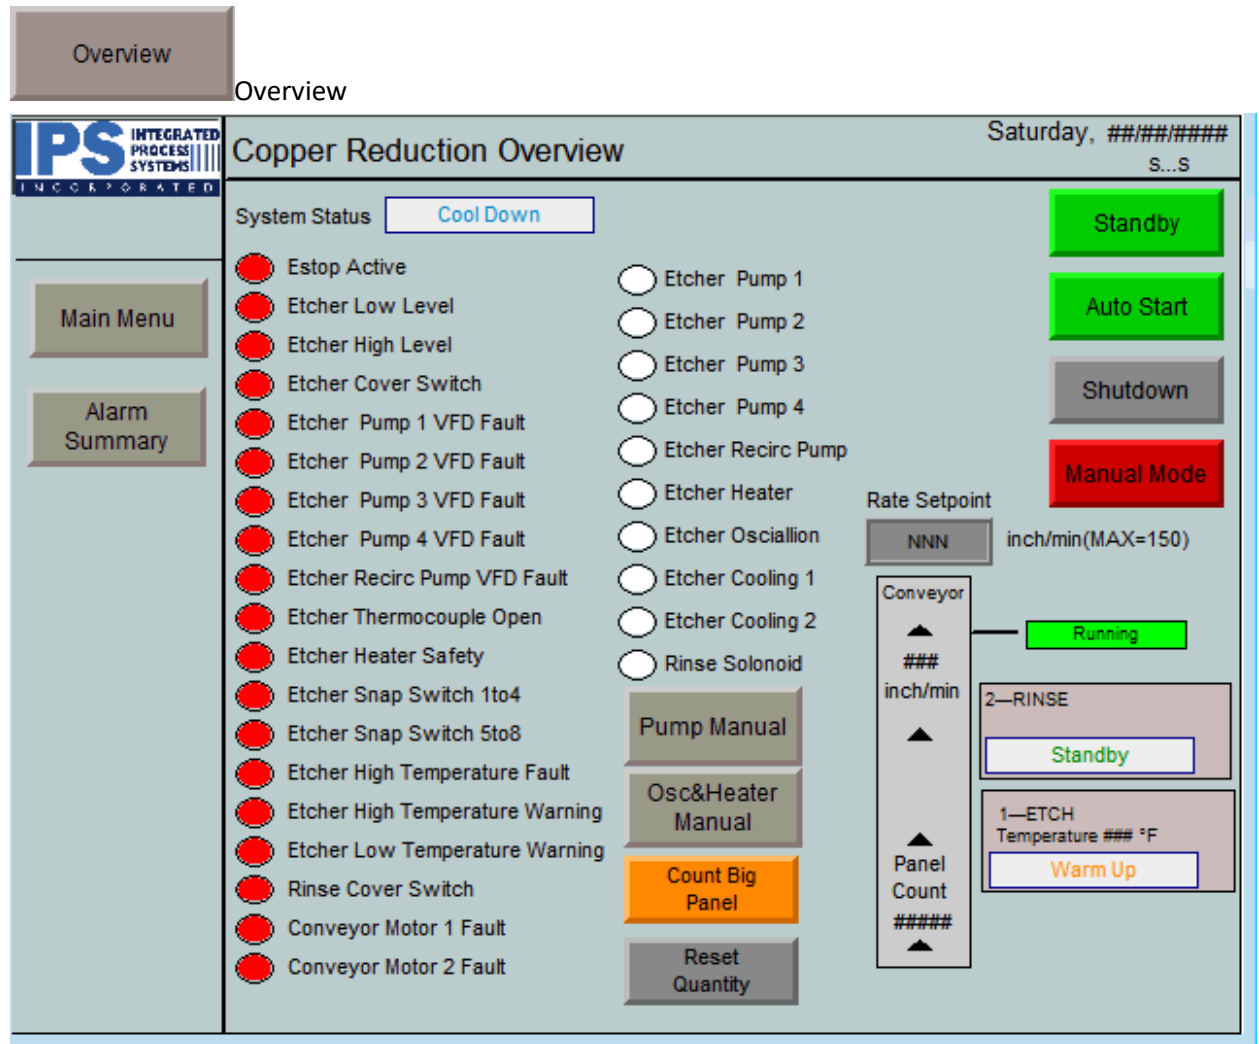 Overview
Overview
IPS INTEGRATED
PROCESS
SYSTEMS
INCORPORATED
Copper Reduction Overview
Saturday, ##/##/####
S...S
System Status Cool Down
Standby
Auto Start
Shutdown
Manual Mode
Main Menu
Alarm
Summary
Estop Active
Etcher Low Level
Etcher High Level
Etcher Cover Switch
Etcher Pump 1 VFD Fault
Etcher Pump 2 VFD Fault
Etcher Pump 3 VFD Fault
Etcher Pump 4 VFD Fault
Etcher Recirc Pump VFD Fault
Etcher Thermocouple Open
Etcher Heater Safety
Etcher Snap Switch 1to4
Etcher Snap Switch 5to8
Etcher High Temperature Fault
Etcher High Temperature Warning
Etcher Low Temperature Warning
Rinse Cover Switch
Conveyor Motor 1 Fault
Conveyor Motor 2 Fault
Etcher Pump 1
Etcher Pump 2
Etcher Pump 3
Etcher Pump 4
Etcher Recirc Pump
Etcher Heater
Etcher Osciallion
Etcher Cooling 1
Etcher Cooling 2
Rinse Solonoid
Pump Manual
Osc&Heater
Manual
Count Big
Panel
Reset
Quantity
Rate Setpoint
NNN inch/min(MAX=150)
Conveyor
###
inch/min
Panel
Count
#####
Running
2—RINSE
Standby
1—ETCH
Temperature ### °F
Warm Up